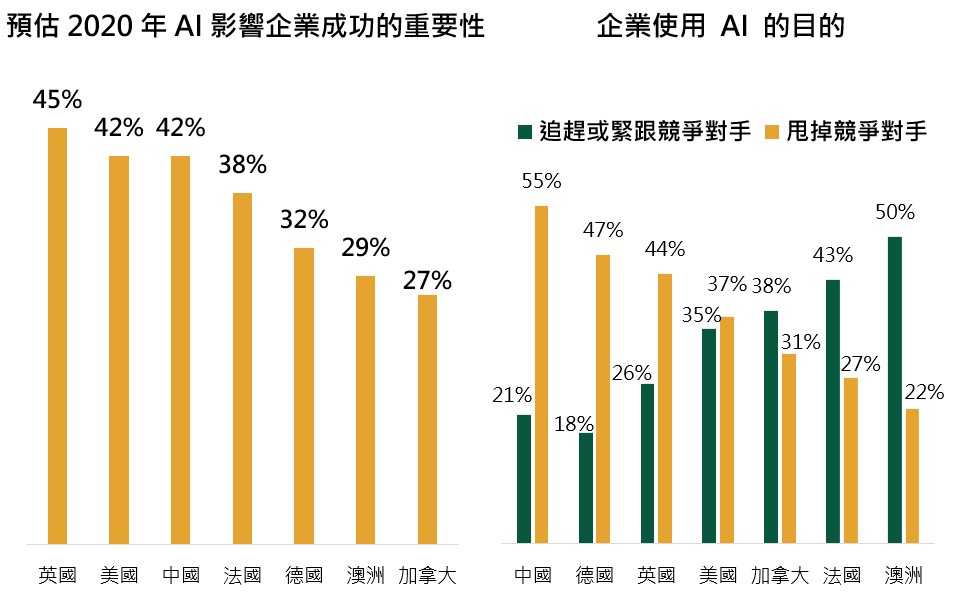 預估 2020 年 AI 影響企業成功的重要性
45%
42%
42%
38%
32%
29%
27%
英國
美國
中國
法國
德國
澳洲
加拿大
企業使用 AI 的目的
追趕或緊跟競爭對手
甩掉競爭對手
21%
55%
18%
47%
26%
44%
35%
37%
38%
31%
43%
27%
50%
22%
中國
德國
英國
美國
加拿大
法國
澳洲